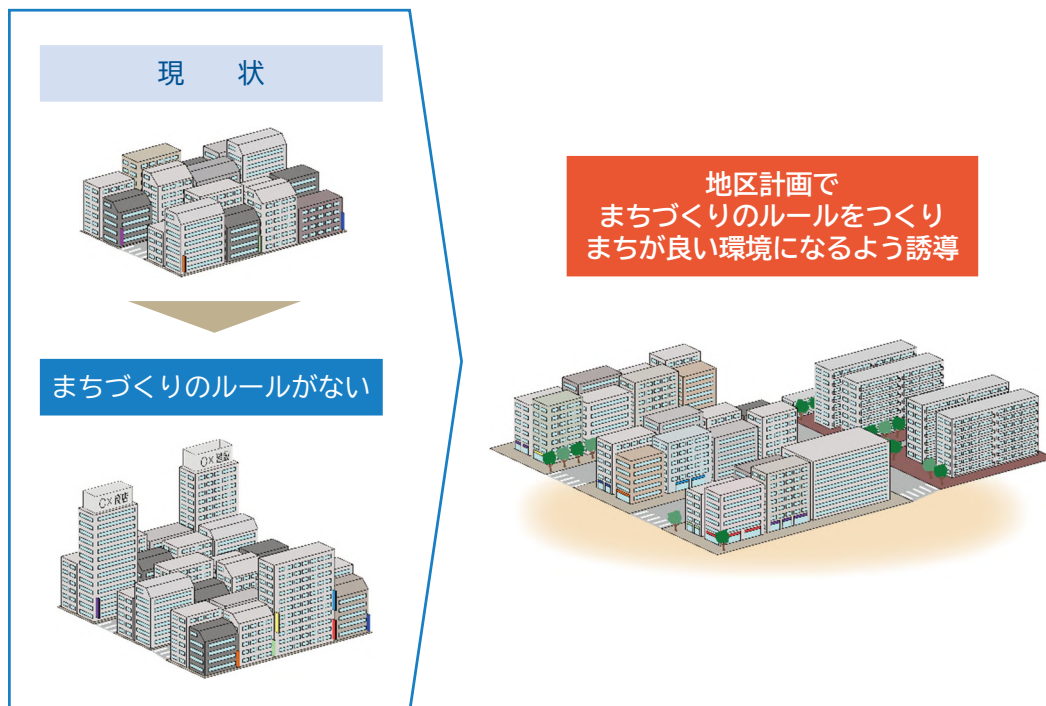 現　状
まちづくりのルールがない
地区計画で
まちづくりのルールをつくり
まちが良い環境になるよう誘導